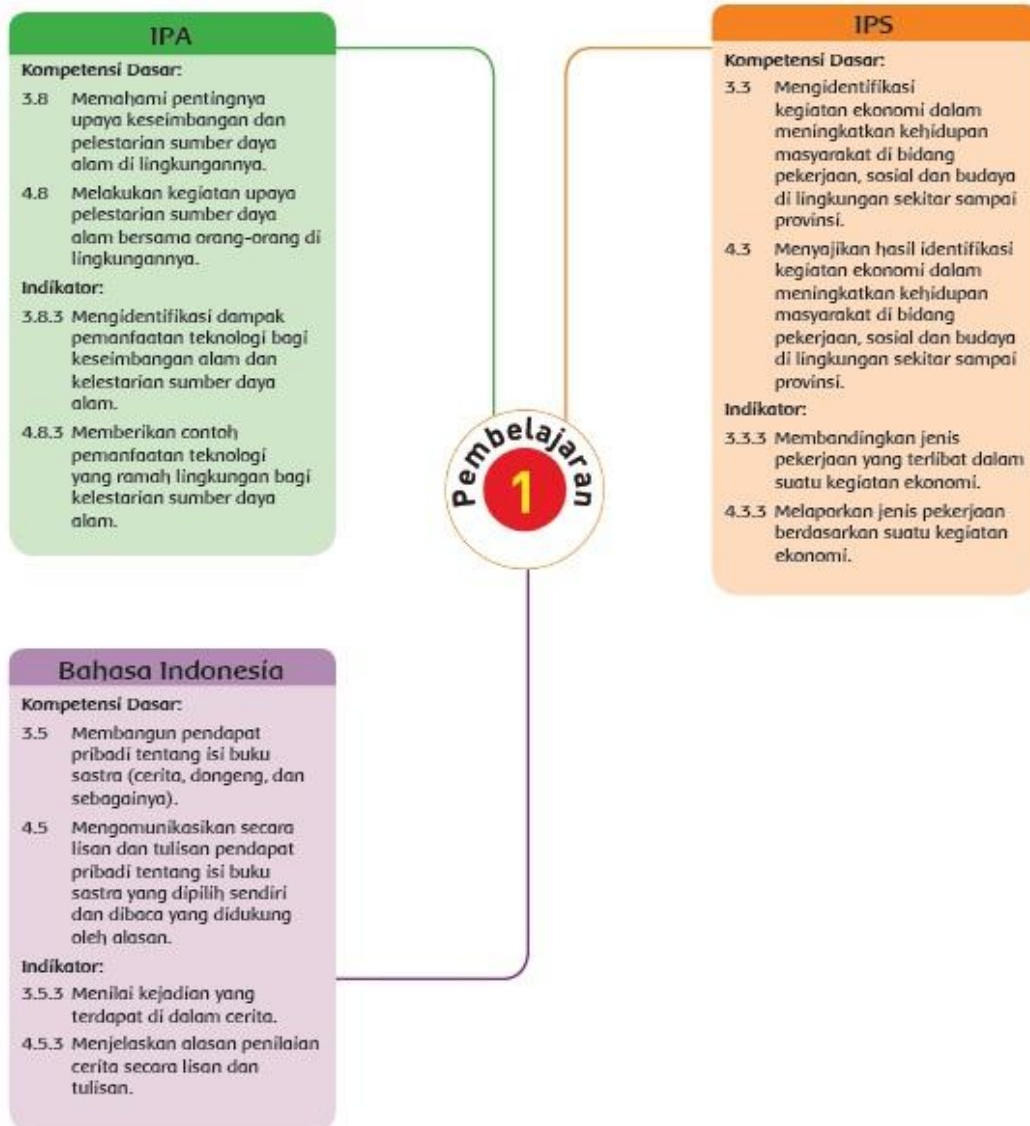 IPA
Kompetensi Dasar:
3.8 Memahami pentingnya
upaya keseimbangan dan
pelestarian sumber daya
alam di lingkungannya.
4.8 Melakukan kegiatan upaya
pelestarian sumber daya
alam bersama orang-orang di
lingkungannya.
Indikator:
3.8.3 Mengidentifikasi dampak
pemanfaatan teknologi bagi
keseimbangan alam dan
kelestarian sumber daya
alam.
4.8.3 Memberikan contoh
pemanfaatan teknologi
yang ramah lingkungan bagi
kelestarian sumber daya
alam.
IPS
Kompetensi Dasar:
3.3 Mengidentifikasi
kegiatan ekonomi dalam
meningkatkan kehidupan
masyarakat di bidang
pekerjaan, sosial dan budaya
di lingkungan sekitar sampai
provinsi.
4.3 Menyajikan hasil identifikasi
kegiatan ekonomi dalam
meningkatkan kehidupan
masyarakat di bidang
pekerjaan, sosial dan budaya
di lingkungan sekitar sampai
provinsi.
Indikator:
3.3.3 Membandingkan jenis
pekerjaan yang terlibat dalam
suatu kegiatan ekonomi.
4.3.3 Melaporkan jenis pekerjaan
berdasarkan suatu kegiatan
ekonomi.
Pembelajaran
1
Bahasa Indonesia
Kompetensi Dasar:
3.5 Membangun pendapat
pribadi tentang isi buku
sastra (cerita, dongeng, dan
sebagainya).
4.5 Mengomunikasikan secara
lisan dan tulisan pendapat
pribadi tentang isi buku
sastra yang dipilih sendiri
dan dibaca yang didukung
oleh alasan.
Indikator:
3.5.3 Menilai kejadian yang
terdapat di dalam cerita.
4.5.3 Menjelaskan alasan penilaian
cerita secara lisan dan
tulisan.